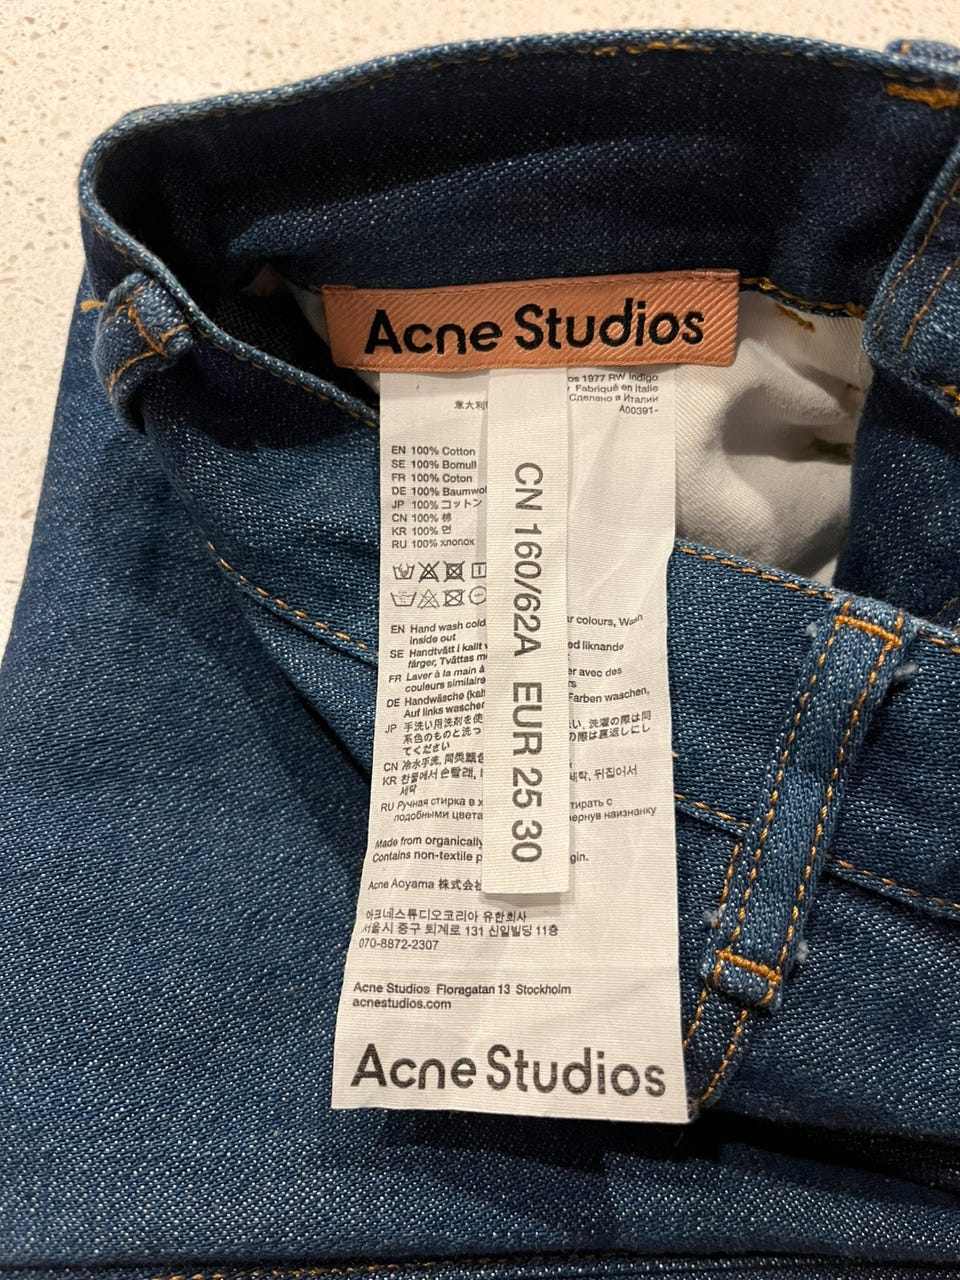 Acne Studios
os 1977 RW Indigo
Fabriqué en Italie
意大利
Сделано в Италии
A00391-
EN 100% Cotton
SE 100% Bomull
FR 100% Coton
DE 100% Baumwol
JP 100% コットン
CN 100% 棉
KR 100% 면
RU 100% хлопок
CN 160/62A EUR 25 30
EN Hand wash cold r colours, Wash
inside out
SE Handtvätt i kallt ed liknande
färger, Tvättas me
FR Laver à la main à er avec des
couleurs similaire rs
DE Handwäsche (kal Farben waschen,
Auf links waschen
JP 手洗い用洗剤を使 い、洗濯の際は同
系色のものと洗っ の際は裏返しにし
てください
CN 冷水手洗, 同类颜色
KR 찬물에서 손빨래, 세탁, 뒤집어서
세탁
RU Ручная стирка в х тирать с
подобными цвета вернув наизнанку
Made from organically
Contains non-textile p gin.
Acne Aoyama 株式会
아크네스튜디오코리아 유한회사
서울시 중구 퇴계로 131 신일빌딩 11층
070-8872-2307
Acne Studios Floragatan 13 Stockholm
acnestudios.com
Acne Studios